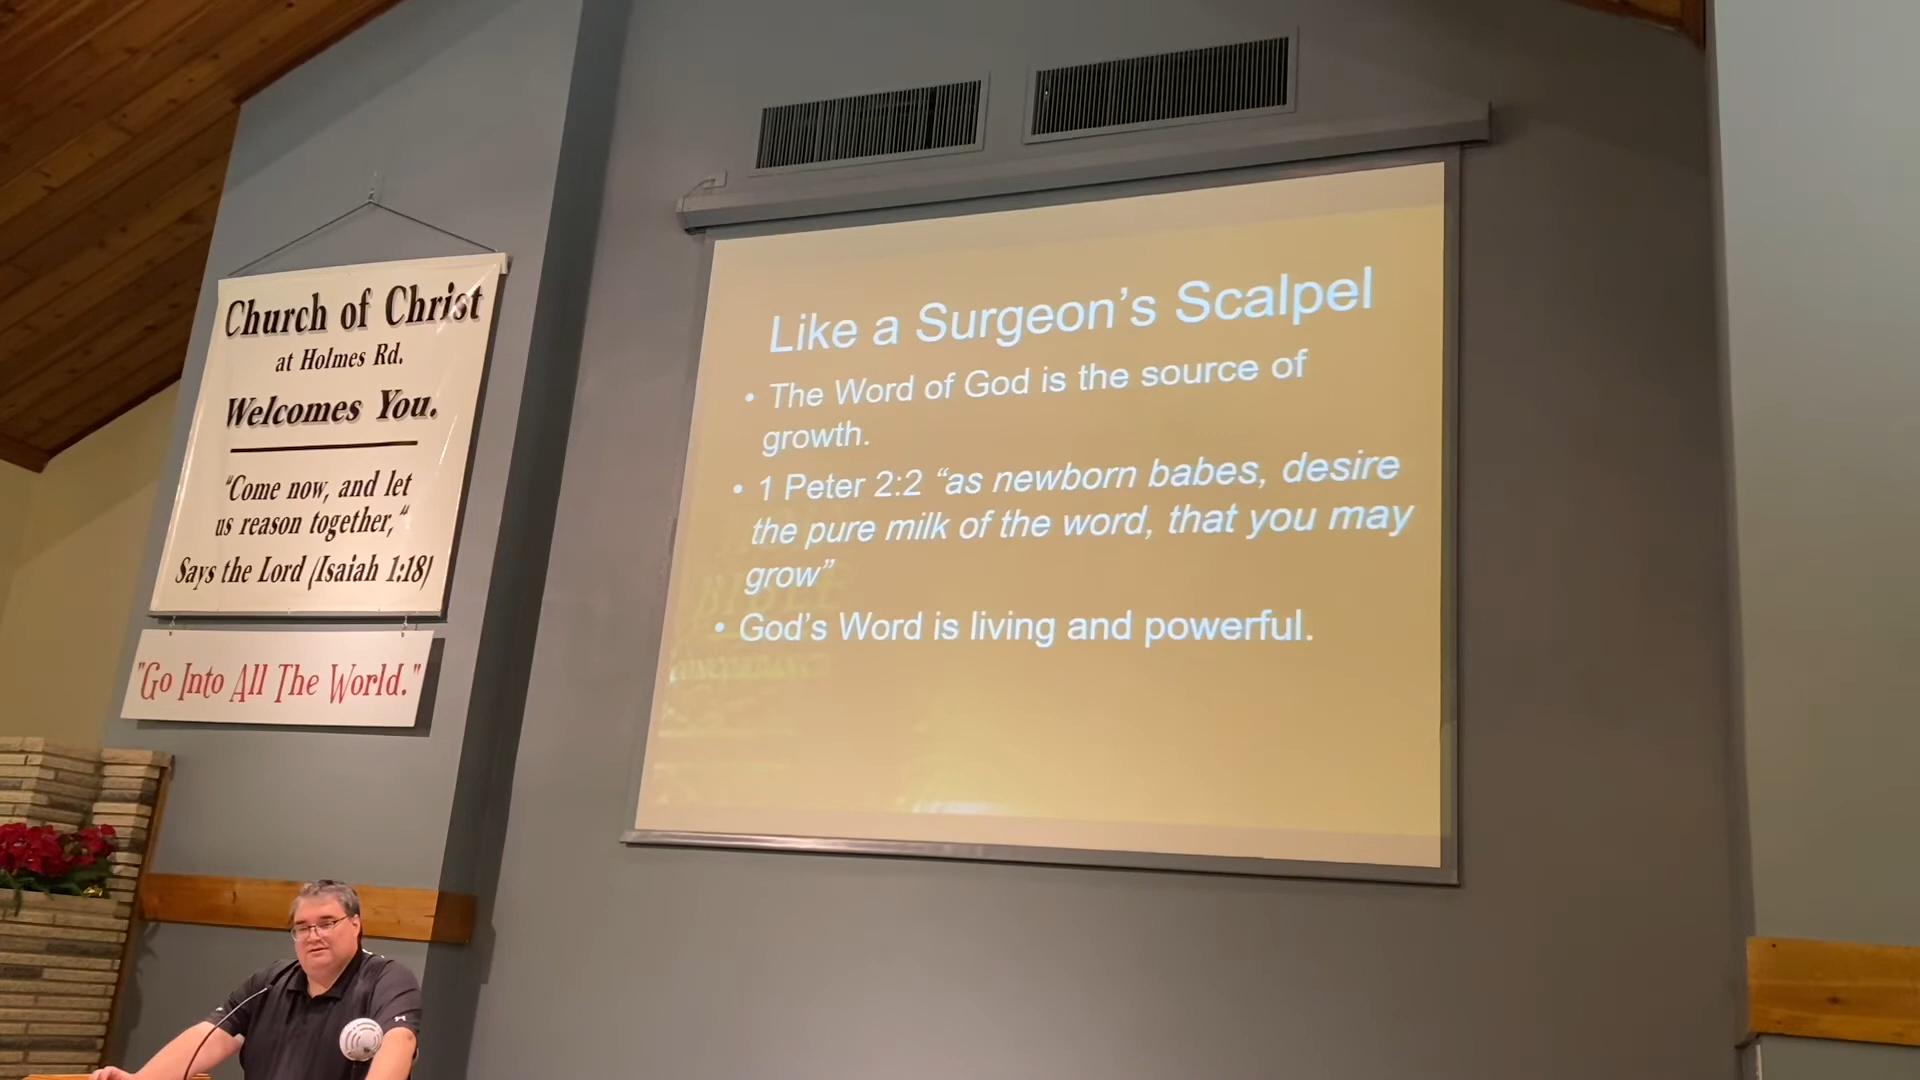 Church of Christ
at Holmes Rd.
Welcomes You.
"Come now, and let
us reason together,"
Says the Lord (Isaiah 1:18)
"Go Into All The World."
Like a Surgeon's Scalpel
• The Word of God is the source of
growth.
• 1 Peter 2:2 “as newborn babes, desire
the pure milk of the word, that you may
grow”
• God’s Word is living and powerful.
BIBLE
CONCORDANCE